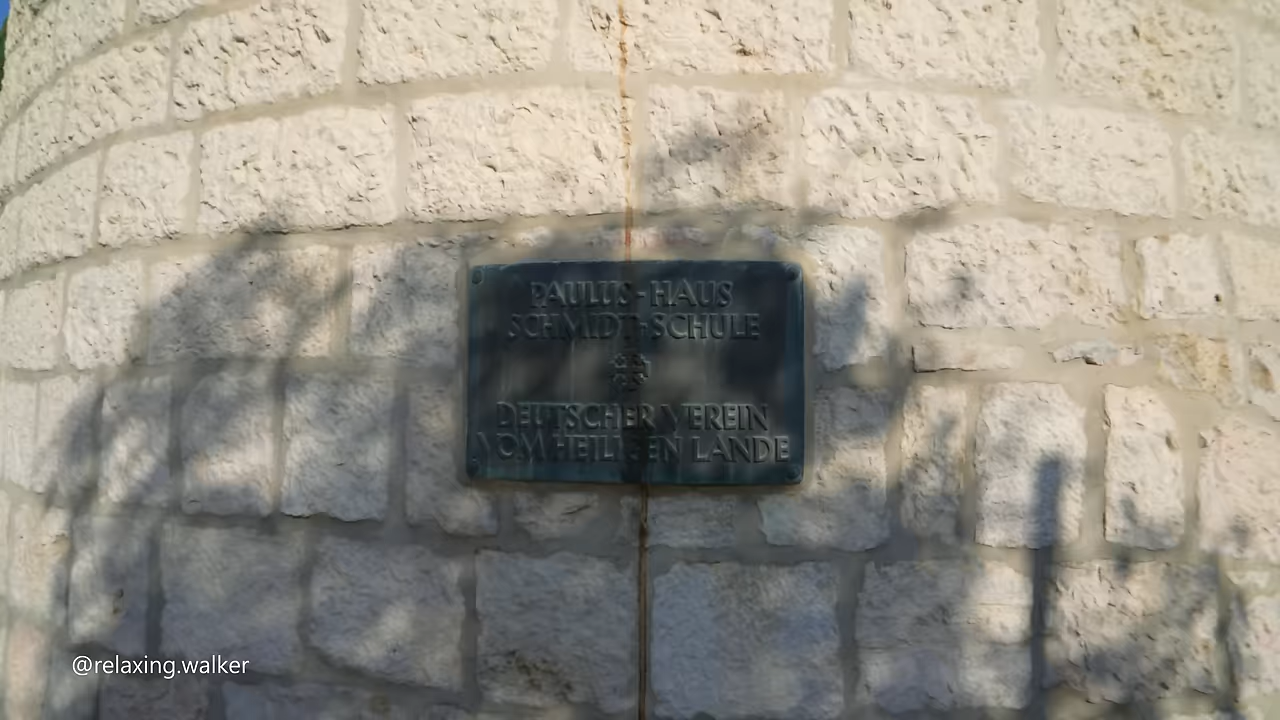 PAULUS-HAUS
SCHMIDT-SCHULE
DEUTSCHER VEREIN
VOM HEILIGEN LANDE
@relaxing.walker